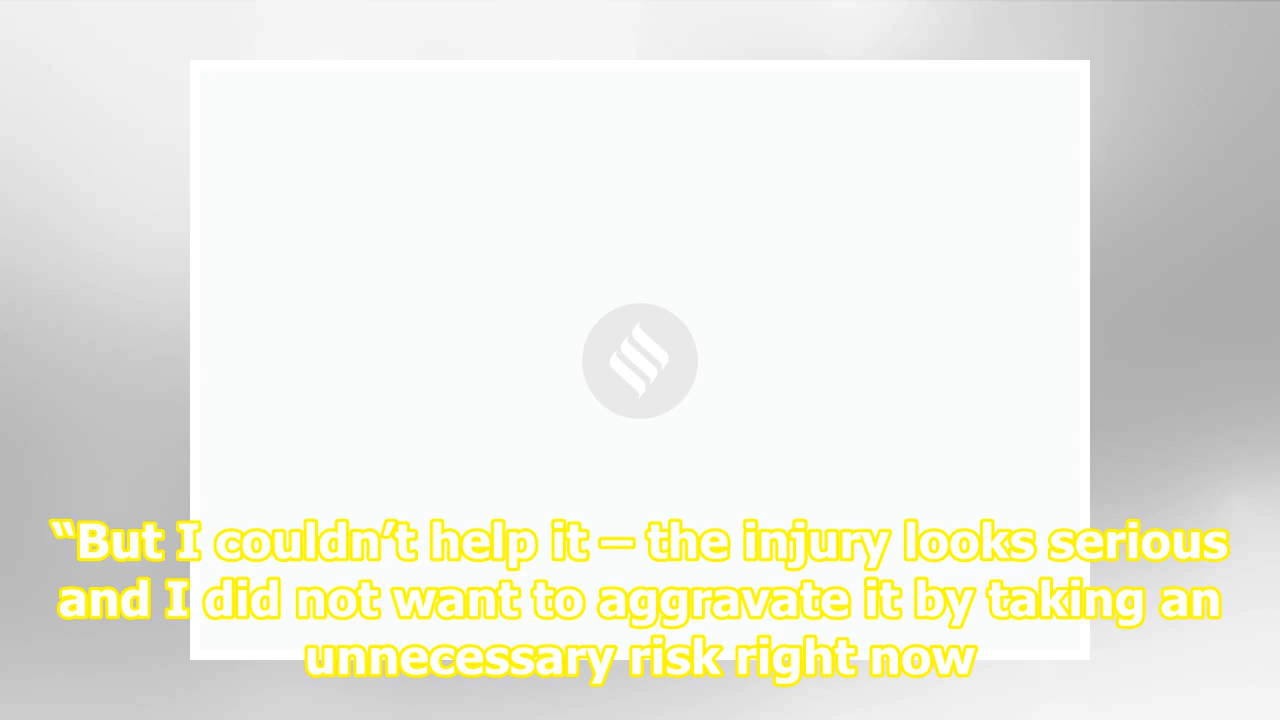 “But I couldn’t help it – the injury looks serious
and I did not want to aggravate it by taking an
unnecessary risk right now